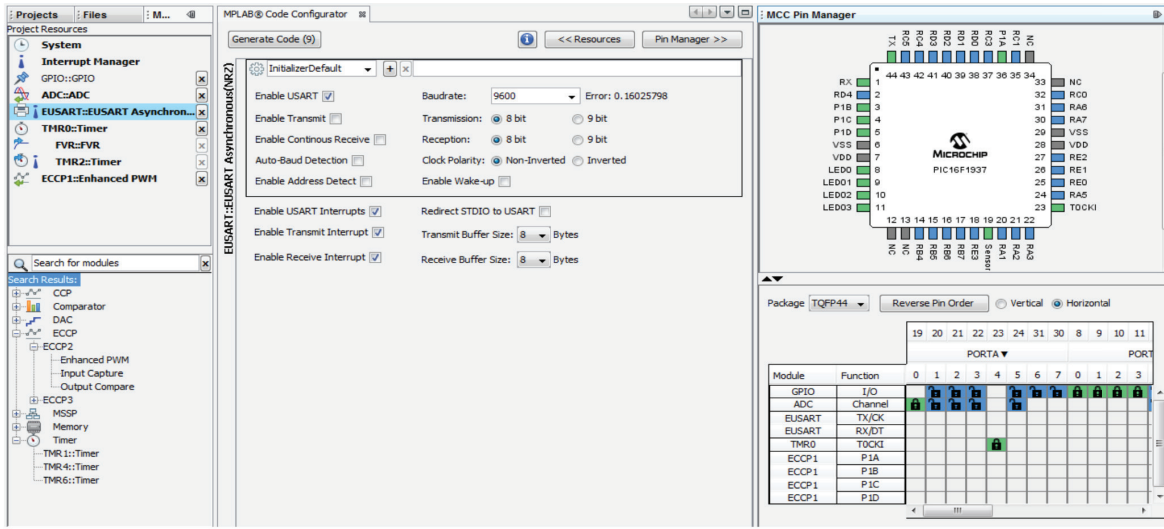 Projects Files M...
Project Resources
System
Interrupt Manager
GPIO::GPIO
ADC::ADC
EUSART::EUSART Asynchron...
TMR0::Timer
FVR::FVR
TMR2::Timer
ECCP1::Enhanced PWM
Search for modules
Search Results:
CCP
Comparator
DAC
ECCP
ECCP2
Enhanced PWM
Input Capture
Output Compare
ECCP3
MSSP
Memory
Timer
TMR1::Timer
TMR4::Timer
TMR6::Timer
MPLAB® Code Configurator
Generate Code (9) << Resources Pin Manager >>
EUSART::EUSART Asynchronous(NR2)
InitializerDefault
Enable USART Baudrate: 9600 Error: 0.16025798
Enable Transmit Transmission: 8 bit 9 bit
Enable Continous Receive Reception: 8 bit 9 bit
Auto-Baud Detection Clock Polarity: Non-Inverted Inverted
Enable Address Detect Enable Wake-up
Enable USART Interrupts Redirect STDIO to USART
Enable Transmit Interrupt Transmit Buffer Size: 8 Bytes
Enable Receive Interrupt Receive Buffer Size: 8 Bytes
MCC Pin Manager
TX RC5 RC4 RD3 RD2 RD1 RD0 RC3 P1A RC1 NC
44 43 42 41 40 39 38 37 36 35 34
RX 1 33 NC
RD4 2 32 RC0
P1B 3 31 RA6
P1C 4 30 RA7
P1D 5 29 VSS
VSS 6 28 VDD
VDD 7 27 RE2
LED0 8 26 RE1
LED01 9 25 RE0
LED02 10 24 RA5
LED03 11 23 T0CKI
MICROCHIP
PIC16F1937
12 13 14 15 16 17 18 19 20 21 22
NC NC RB4 RB5 RB6 RB7 RE3 Sensor RA1 RA2 RA3
Package TQFP44 Reverse Pin Order Vertical Horizontal
19 20 21 22 23 24 31 30 8 9 10 11
PORTA▼ PORT
Module Function 0 1 2 3 4 5 6 7 0 1 2 3
GPIO I/O
ADC Channel
EUSART TX/CK
EUSART RX/DT
TMR0 T0CKI
ECCP1 P1A
ECCP1 P1B
ECCP1 P1C
ECCP1 P1D